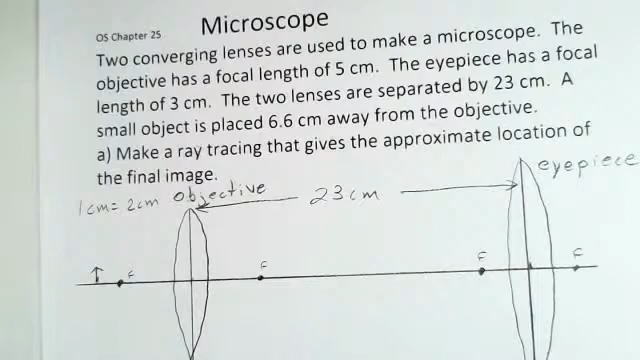 OS Chapter 25 Microscope
Two converging lenses are used to make a microscope. The
objective has a focal length of 5 cm. The eyepiece has a focal
length of 3 cm. The two lenses are separated by 23 cm. A
small object is placed 6.6 cm away from the objective.
a) Make a ray tracing that gives the approximate location of
the final image.
eyepiece
1cm=2cm objective
23cm
F F F F